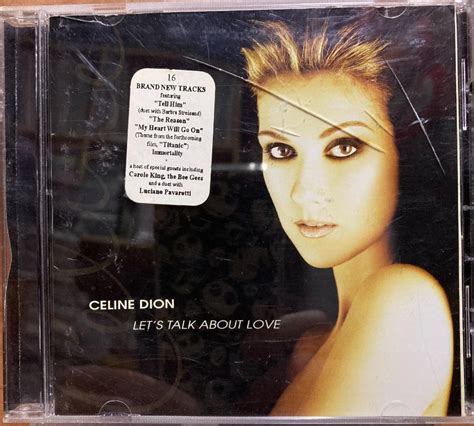 16
BRAND NEW TRACKS
featuring
"Tell Him"
(duet with Barbra Streisand)
"The Reason"
"My Heart Will Go On"
(Theme from the forthcoming
film, "Titanic")
Immortality
+
a host of special guests including
Carole King, the Bee Gees
and a duet with
Luciano Pavarotti
CELINE DION
LET'S TALK ABOUT LOVE